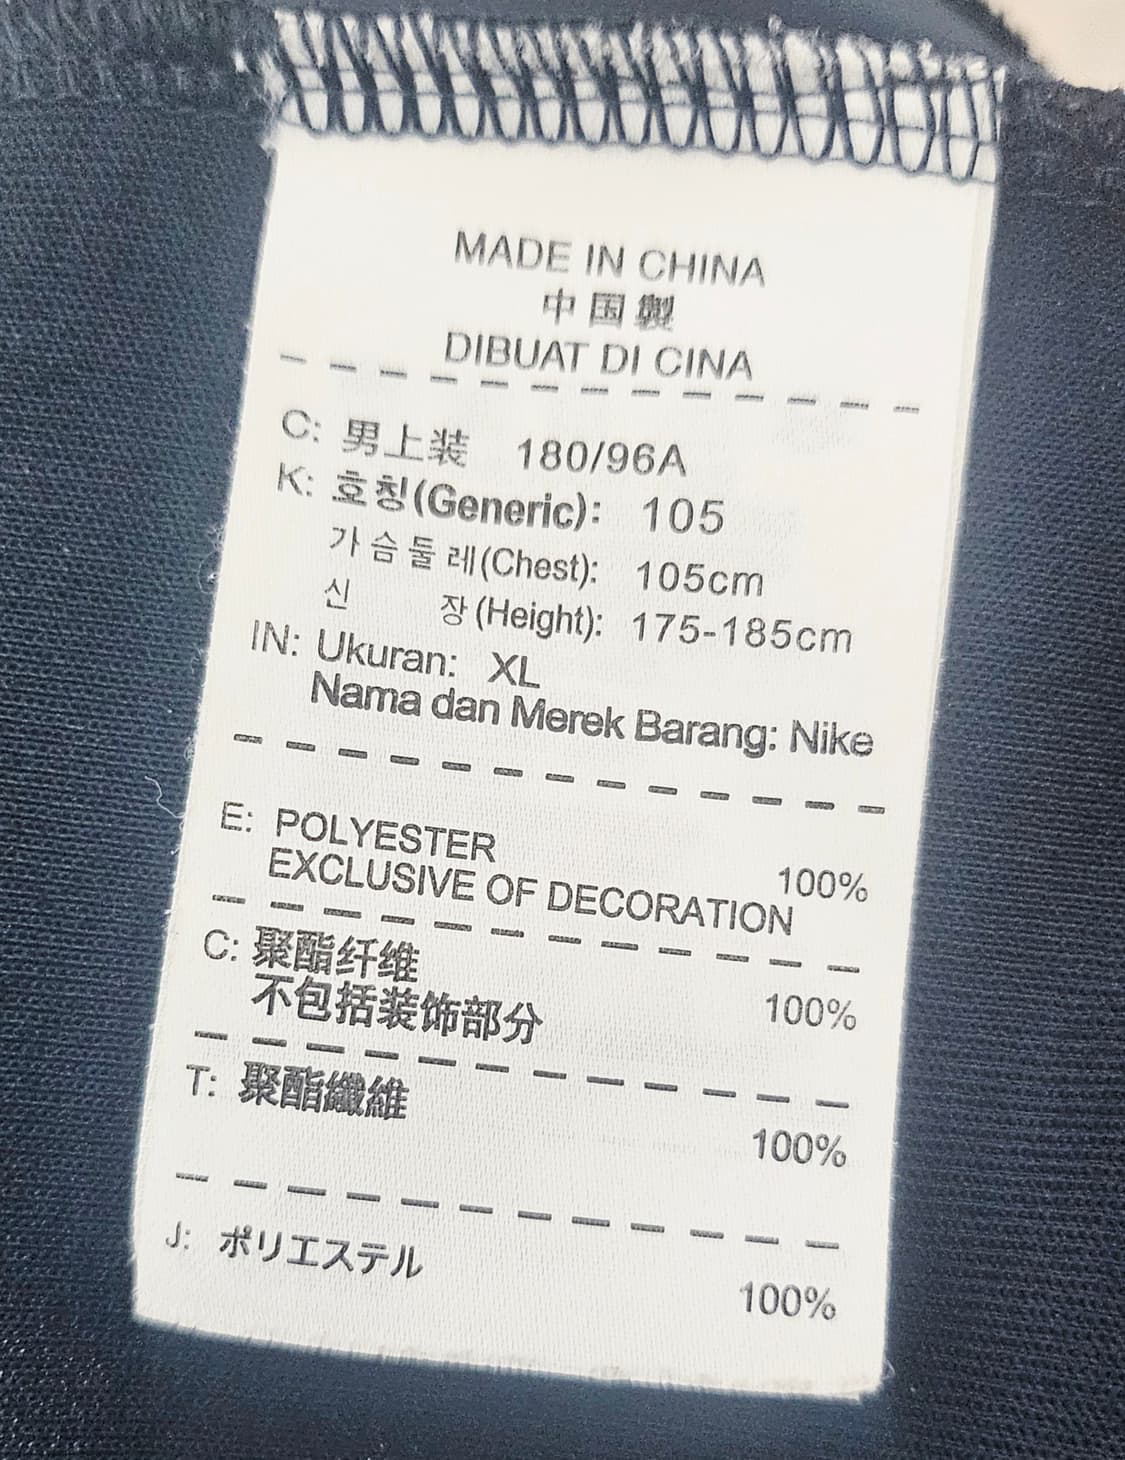 MADE IN CHINA
中国製
DIBUAT DI CINA
C: 男上装 180/96A
K: 호칭(Generic): 105
가슴둘레(Chest): 105cm
신 장(Height): 175-185cm
IN: Ukuran: XL
Nama dan Merek Barang: Nike
E: POLYESTER 100%
EXCLUSIVE OF DECORATION
C: 聚酯纤维 100%
不包括装饰部分
T: 聚酯纖維 100%
J: ポリエステル 100%